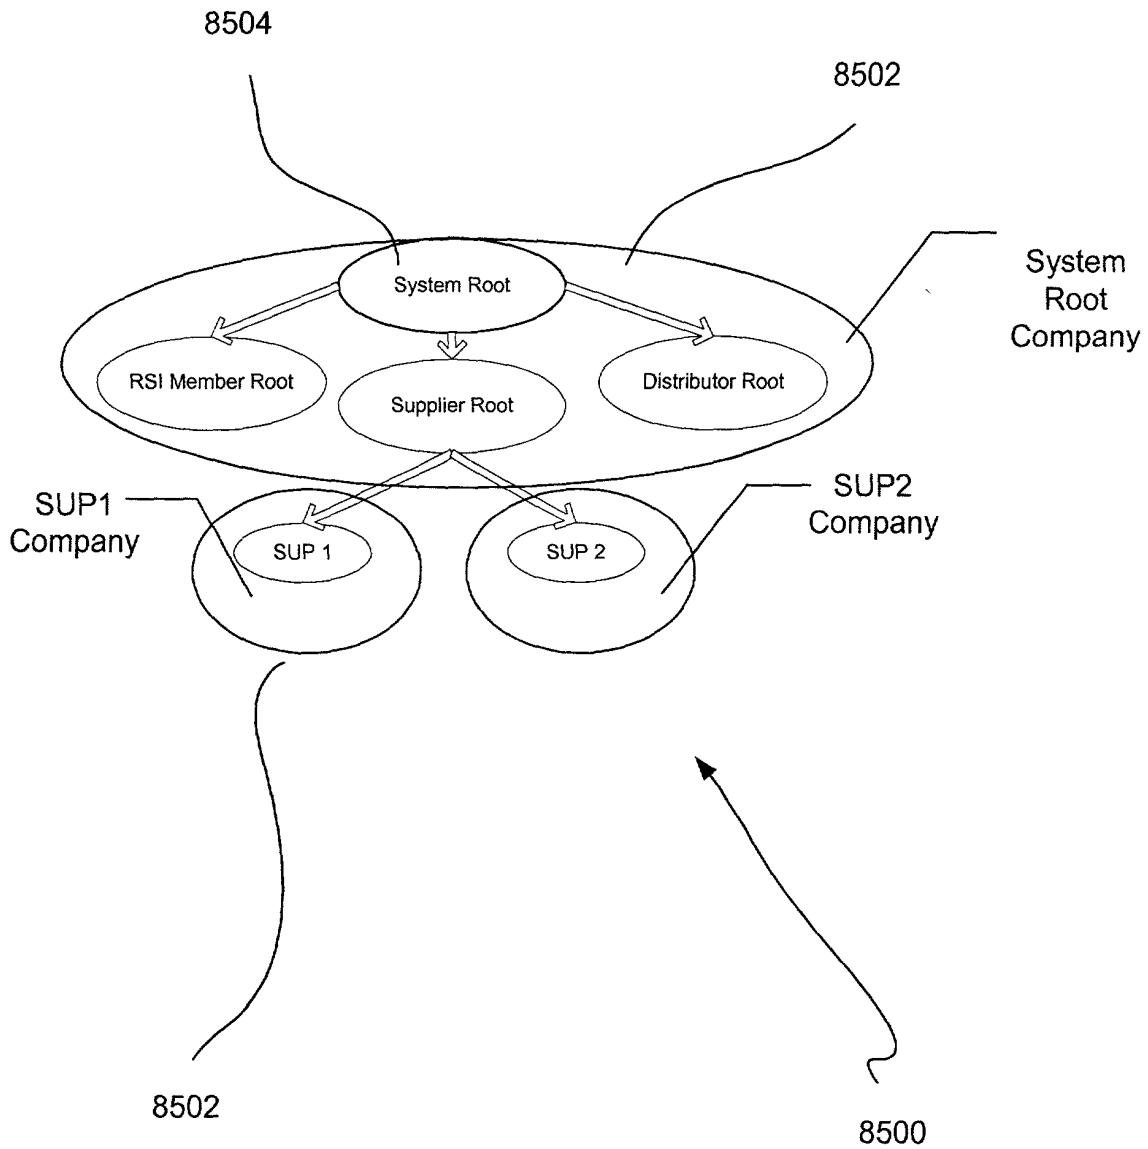 8504
8502
System Root
System
Root
Company
RSI Member Root
Supplier Root
Distributor Root
SUP1
Company
SUP2
Company
SUP 1
SUP 2
8502
8500